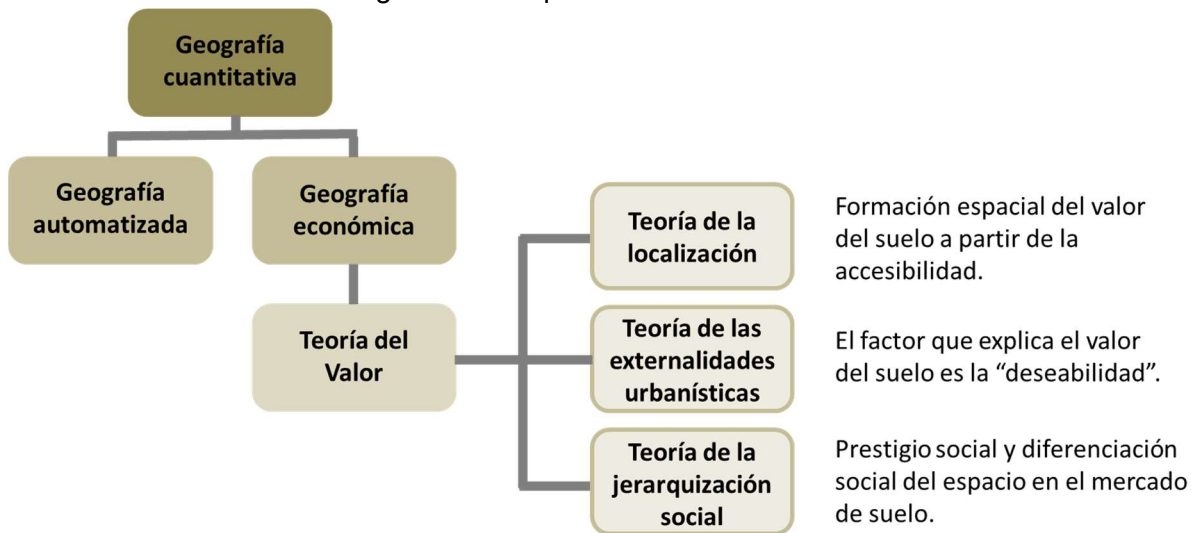 Geografía
cuantitativa
Geografía
automatizada
Geografía
económica
Teoría del
Valor
Teoría de la
localización
Formación espacial del valor
del suelo a partir de la
accesibilidad.
Teoría de las
externalidades
urbanísticas
El factor que explica el valor
del suelo es la “deseabilidad”.
Teoría de la
jerarquización
social
Prestigio social y diferenciación
social del espacio en el mercado
de suelo.